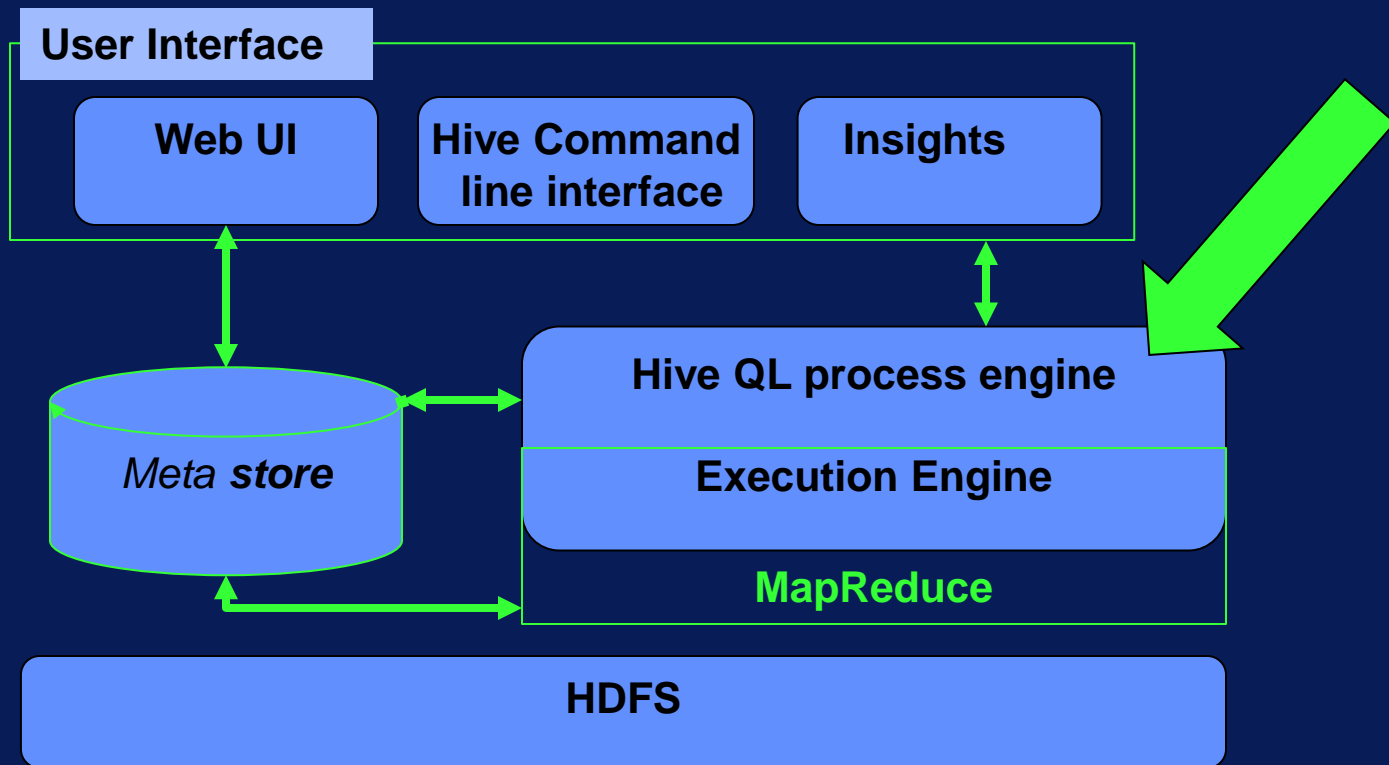 User Interface
Web UI
Hive Command
line interface
Insights
Hive QL process engine
Meta store
Execution Engine
MapReduce
HDFS